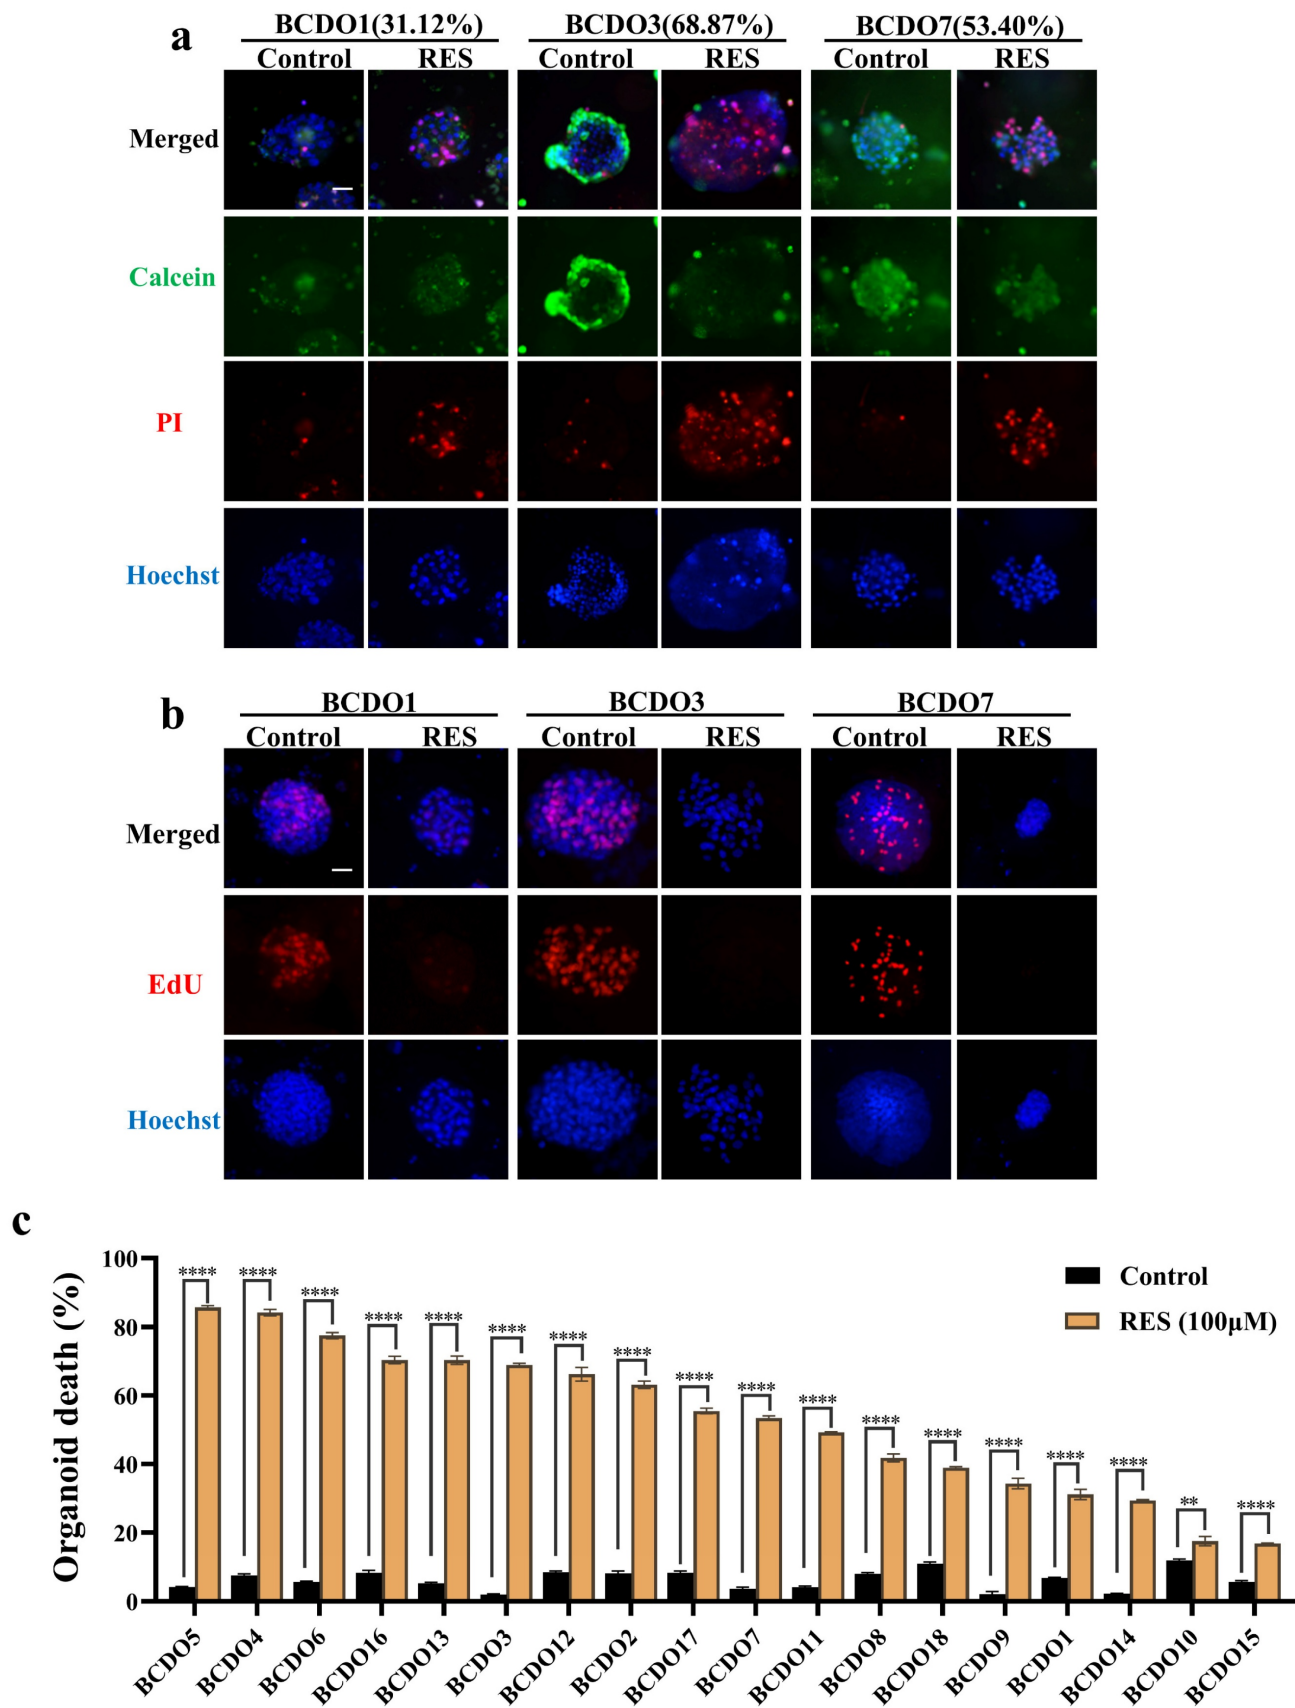 a
BCDO1(31.12%) BCDO3(68.87%) BCDO7(53.40%)
Control RES Control RES Control RES
Merged
Calcein
PI
Hoechst
b
BCDO1 BCDO3 BCDO7
Control RES Control RES Control RES
Merged
EdU
Hoechst
c
Organoid death (%)
100
80
60
40
20
0
**** **** **** **** **** **** **** **** **** **** **** **** **** **** **** **** ** ****
Control
RES (100μM)
BCDO5 BCDO4 BCDO6 BCDO16 BCDO13 BCDO3 BCDO12 BCDO2 BCDO17 BCDO7 BCDO11 BCDO8 BCDO18 BCDO9 BCDO1 BCDO14 BCDO10 BCDO15